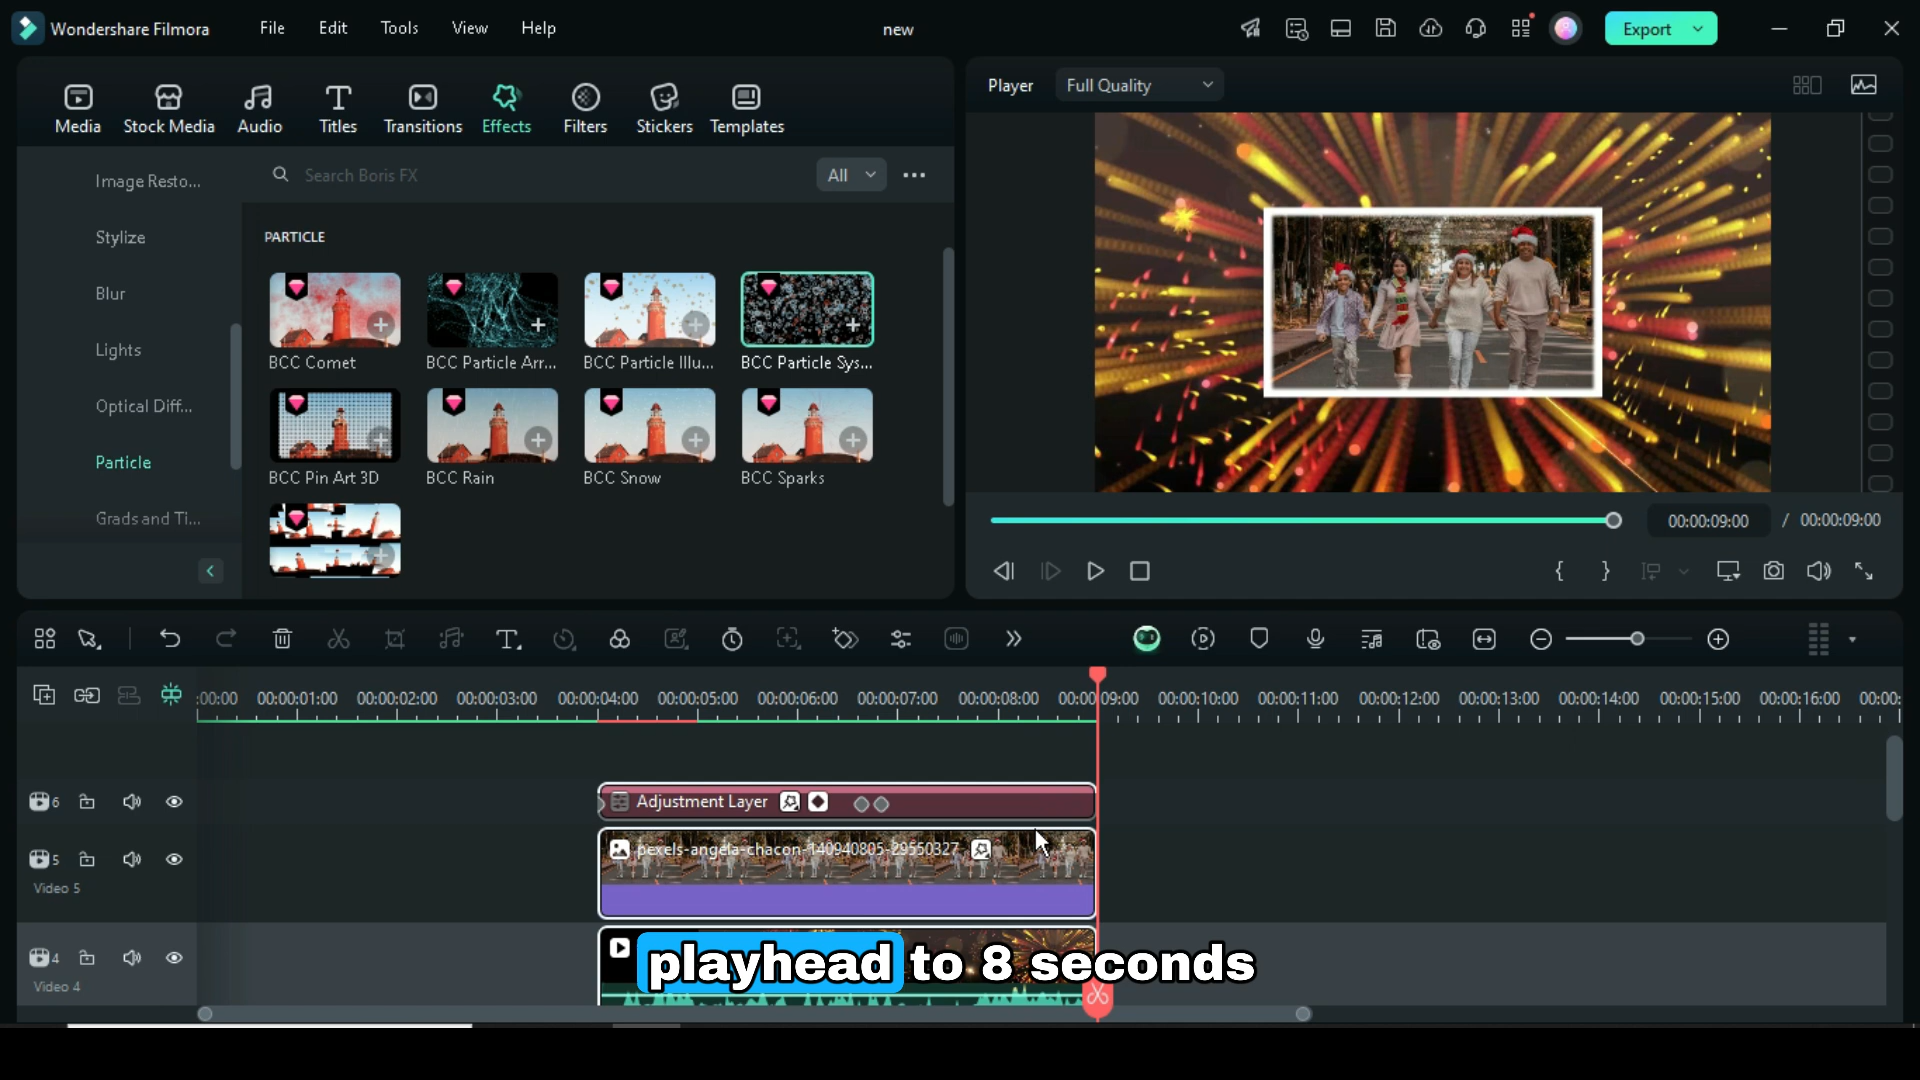 Wondershare Filmora
File
Edit
Tools
View
Help
new
Export
Media
Stock Media
Audio
Titles
Transitions
Effects
Filters
Stickers
Templates
Player
Full Quality
Image Resto...
Stylize
Blur
Lights
Optical Diff...
Particle
Grads and Ti...
Search Boris FX
All
PARTICLE
BCC Comet
BCC Particle Arr...
BCC Particle Illu...
BCC Particle Sys...
BCC Pin Art 3D
BCC Rain
BCC Snow
BCC Sparks
00:00:09:00 / 00:00:09:00
:00:00 00:00:01:00 00:00:02:00 00:00:03:00 00:00:04:00 00:00:05:00 00:00:06:00 00:00:07:00 00:00:08:00 00:00:09:00 00:00:10:00 00:00:11:00 00:00:12:00 00:00:13:00 00:00:14:00 00:00:15:00 00:00:16:00 00:00:
6
Adjustment Layer
5
pexels-angela-chacon-140940805-29550327
Video 5
4
Video 4
playhead to 8 seconds